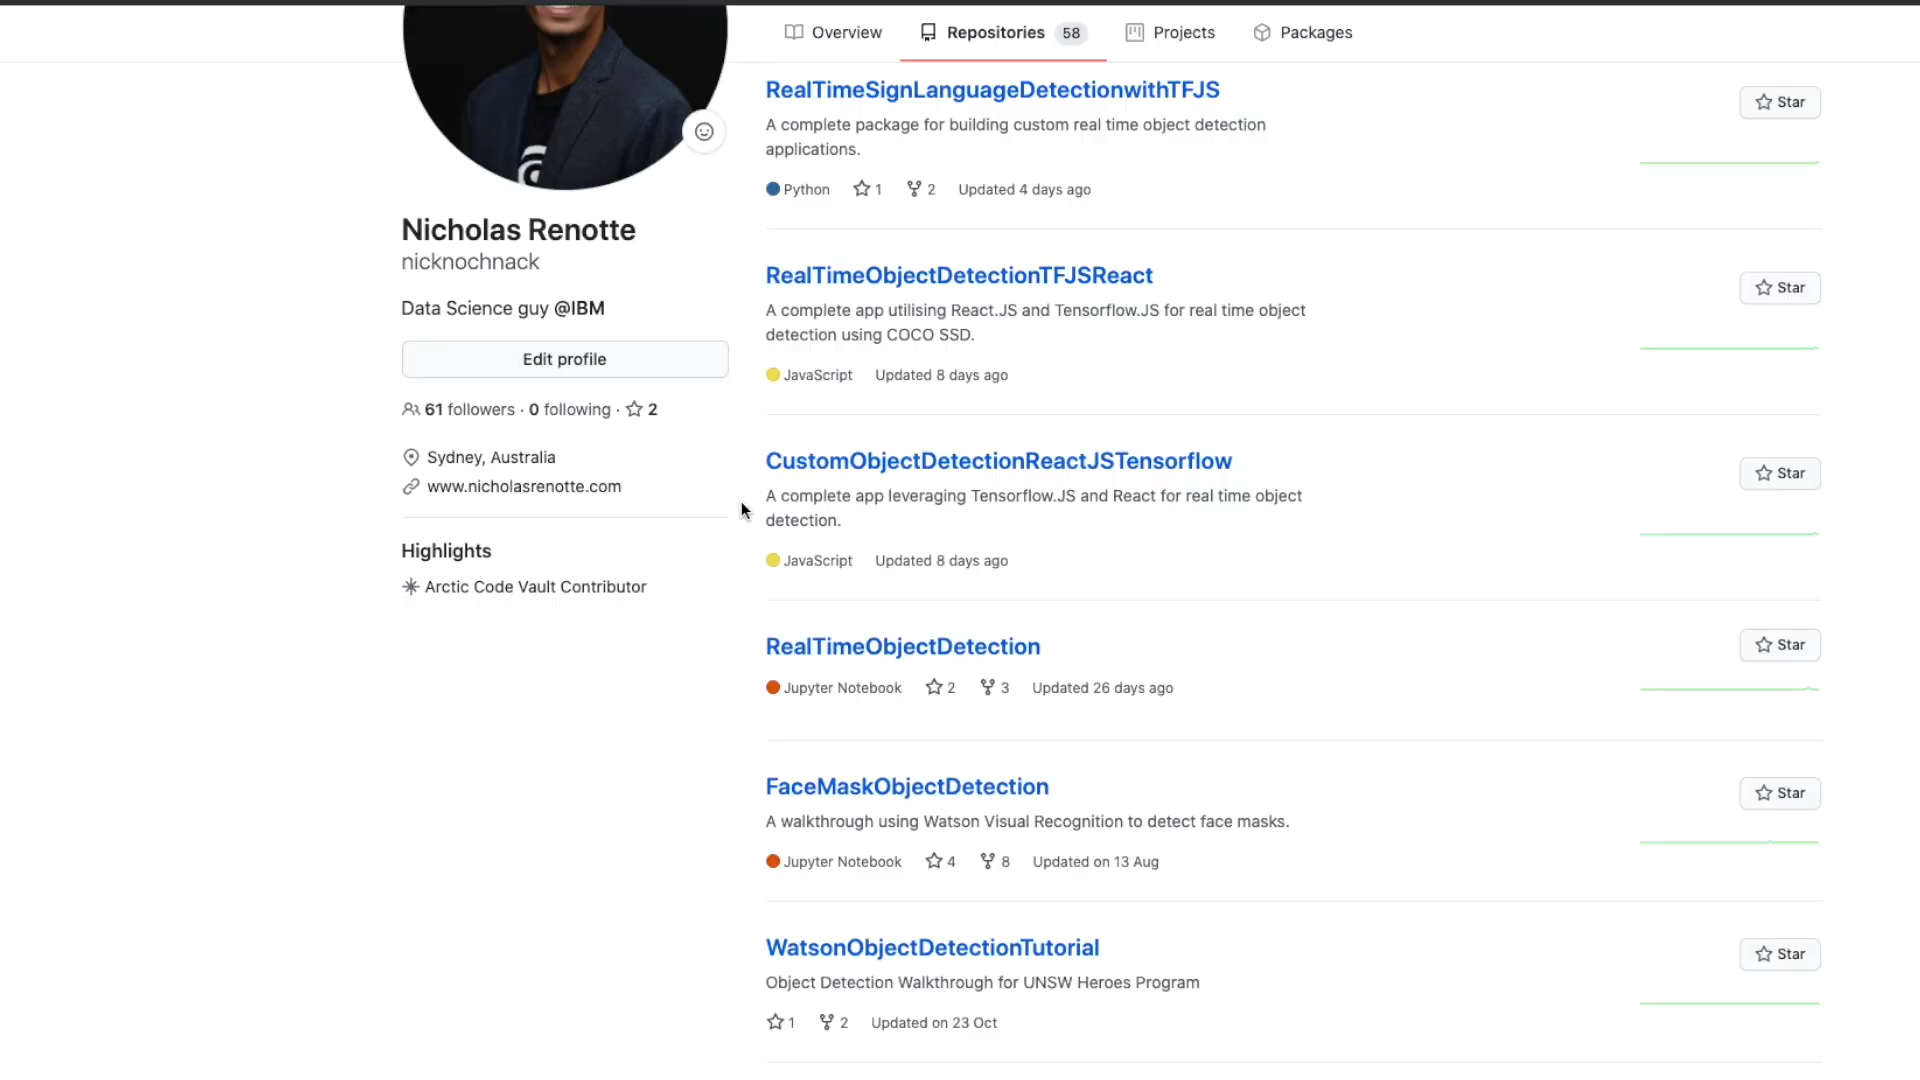 Overview
Repositories 58
Projects
Packages
Nicholas Renotte
nicknochnack
Data Science guy @IBM
Edit profile
61 followers · 0 following · 2
Sydney, Australia
www.nicholasrenotte.com
Highlights
Arctic Code Vault Contributor
RealTimeSignLanguageDetectionwithTFJS
Star
A complete package for building custom real time object detection
applications.
Python 1 2 Updated 4 days ago
RealTimeObjectDetectionTFJSReact
Star
A complete app utilising React.JS and Tensorflow.JS for real time object
detection using COCO SSD.
JavaScript Updated 8 days ago
CustomObjectDetectionReactJSTensorflow
Star
A complete app leveraging Tensorflow.JS and React for real time object
detection.
JavaScript Updated 8 days ago
RealTimeObjectDetection
Star
Jupyter Notebook 2 3 Updated 26 days ago
FaceMaskObjectDetection
Star
A walkthrough using Watson Visual Recognition to detect face masks.
Jupyter Notebook 4 8 Updated on 13 Aug
WatsonObjectDetectionTutorial
Star
Object Detection Walkthrough for UNSW Heroes Program
1 2 Updated on 23 Oct